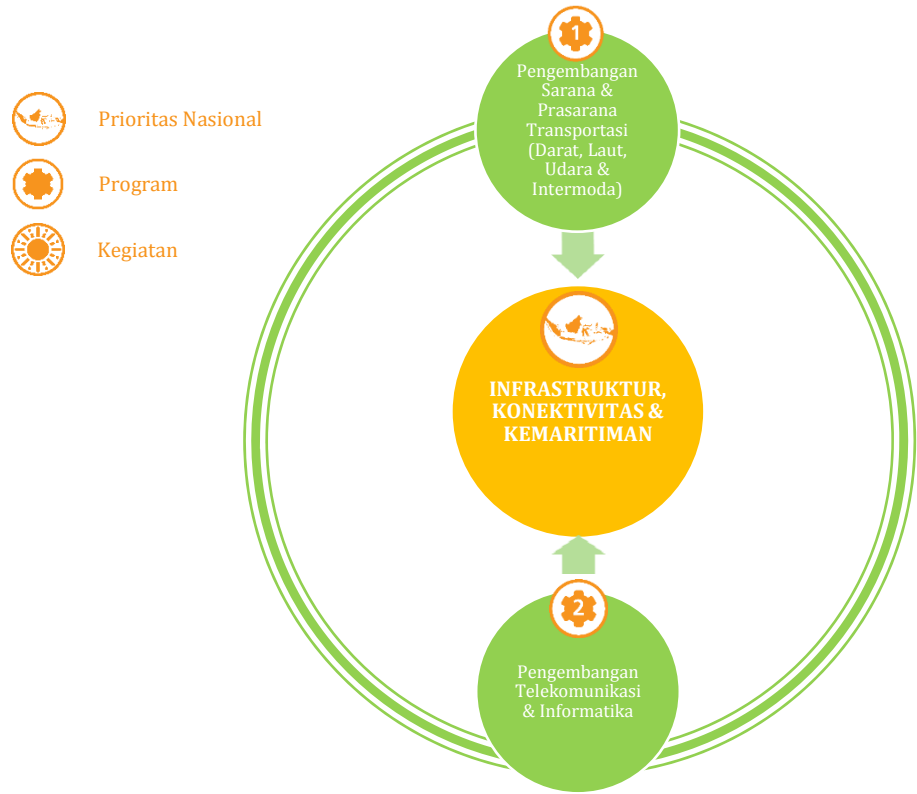 Prioritas Nasional
Program
Kegiatan
1
Pengembangan
Sarana &
Prasarana
Transportasi
(Darat, Laut,
Udara &
Intermoda)
INFRASTRUKTUR,
KONEKTIVITAS &
KEMARITIMAN
2
Pengembangan
Telekomunikasi
& Informatika